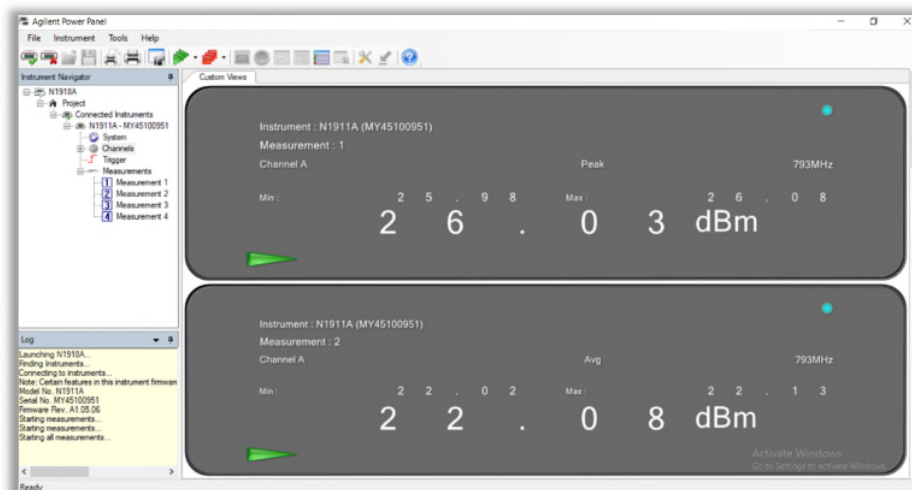 Agilent Power Panel
File Instrument Tools Help
Instrument Navigator
N1918A
Project
Connected Instruments
N1911A - MY45100951
System
Channels
Trigger
Measurements
1 Measurement 1
2 Measurement 2
3 Measurement 3
4 Measurement 4
Log
Launching N1918A...
Finding Instruments...
Connecting to instruments...
Note: Certain features in this instrument firmwan
Model No. N1911A
Serial No. MY45100951
Firmware Rev. A1.05.06
Starting measurements...
Starting measurements...
Starting all measurements...
Ready
Custom Views
Instrument : N1911A (MY45100951)
Measurement : 1
Channel A Peak 793MHz
Min : 25.98 Max : 26.08
26.03 dBm
Instrument : N1911A (MY45100951)
Measurement : 2
Channel A Avg 793MHz
Min : 22.02 Max : 22.13
22.08 dBm
Activate Windows
Go to Settings to activate Windows.